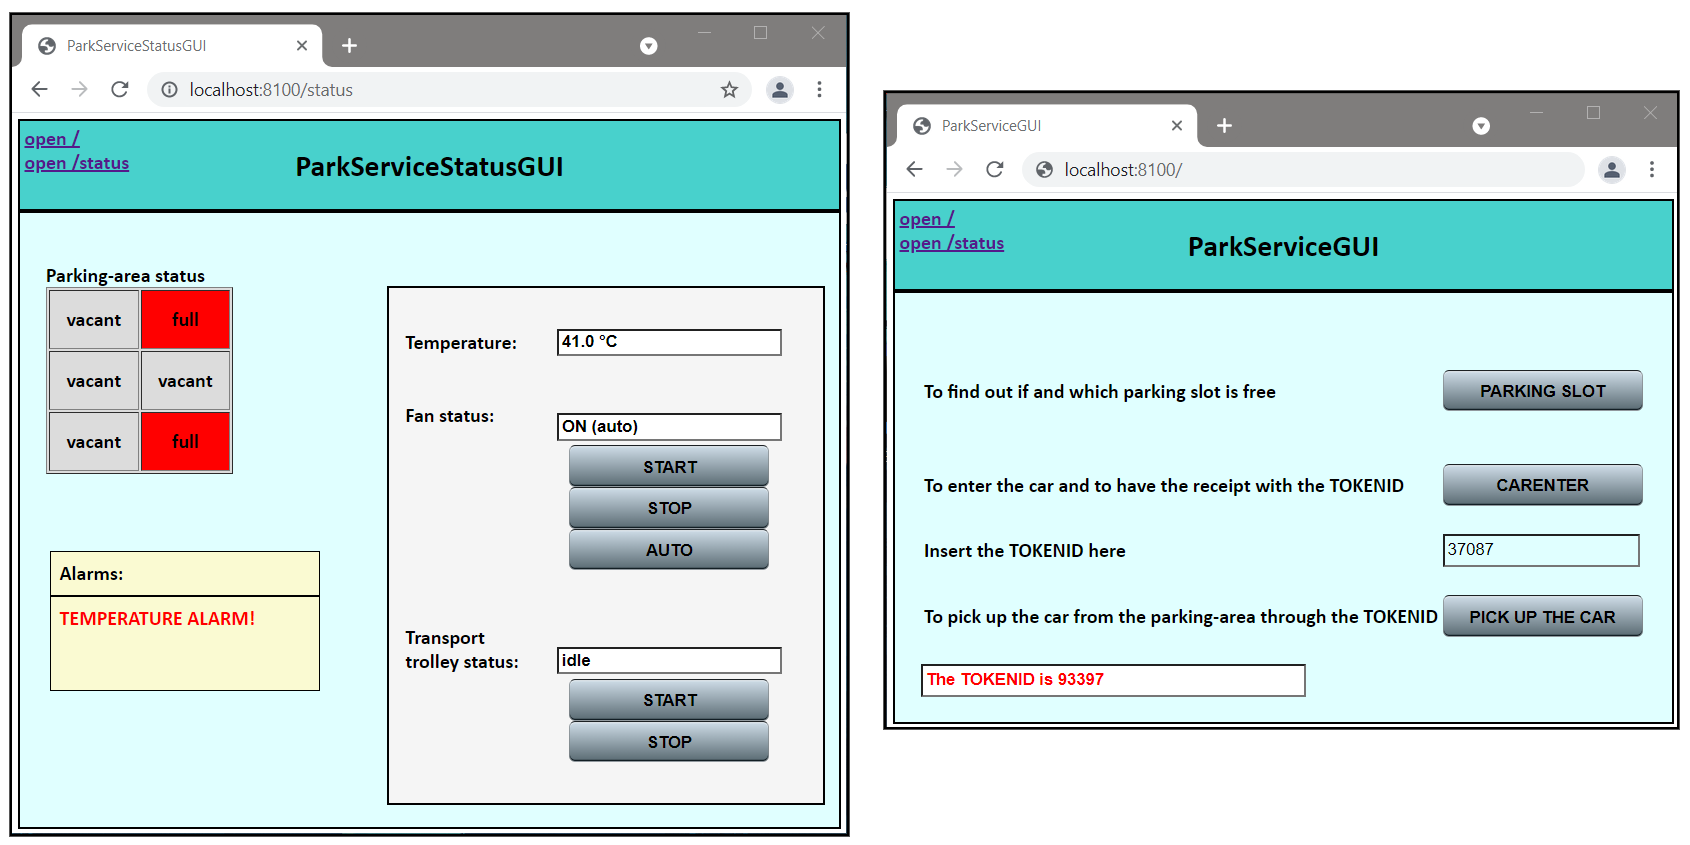 ParkServiceStatusGUI
localhost:8100/status
open /
open /status
ParkServiceStatusGUI
Parking-area status
vacant full
vacant vacant
vacant full
Alarms:
TEMPERATURE ALARM!
Temperature: 41.0 °C
Fan status: ON (auto)
START
STOP
AUTO
Transport
trolley status: idle
START
STOP
ParkServiceGUI
localhost:8100/
open /
open /status
ParkServiceGUI
To find out if and which parking slot is free PARKING SLOT
To enter the car and to have the receipt with the TOKENID CARENTER
Insert the TOKENID here 37087
To pick up the car from the parking-area through the TOKENID PICK UP THE CAR
The TOKENID is 93397